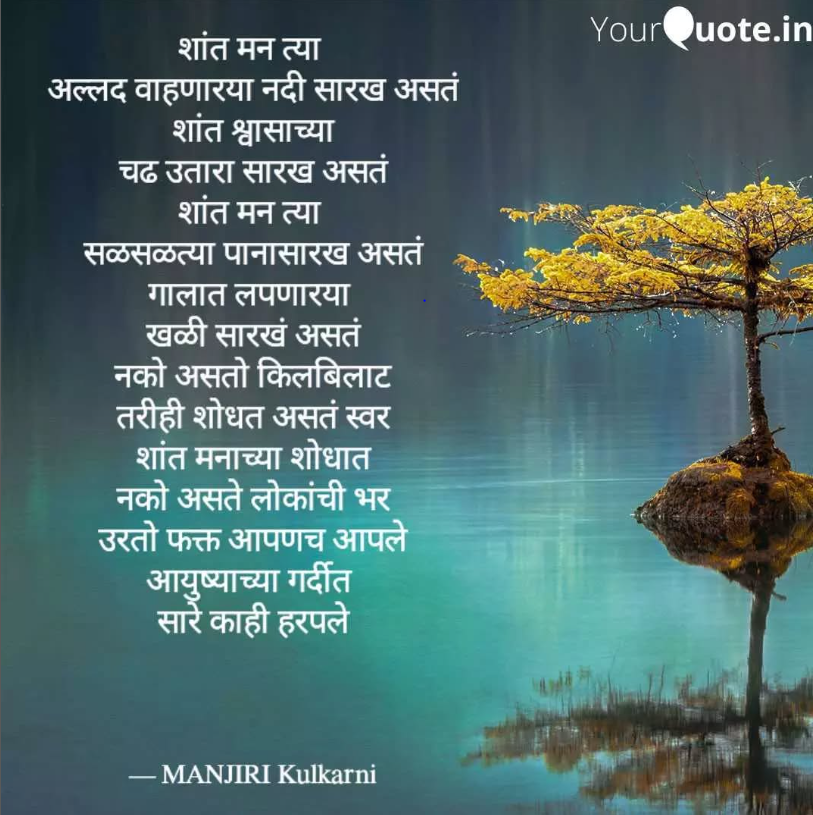 YourQuote.in
शांत मन त्या
अल्लद वाहणारया नदी सारख असतं
शांत श्वासाच्या
चढ उतारा सारख असतं
शांत मन त्या
सळसळत्या पानासारख असतं
गालात लपणारया
खळी सारखं असतं
नको असतो किलबिलाट
तरीही शोधत असतं स्वर
शांत मनाच्या शोधात
नको असते लोकांची भर
उरतो फक्त आपणच आपले
आयुष्याच्या गर्दीत
सारे काही हरपले
— MANJIRI Kulkarni